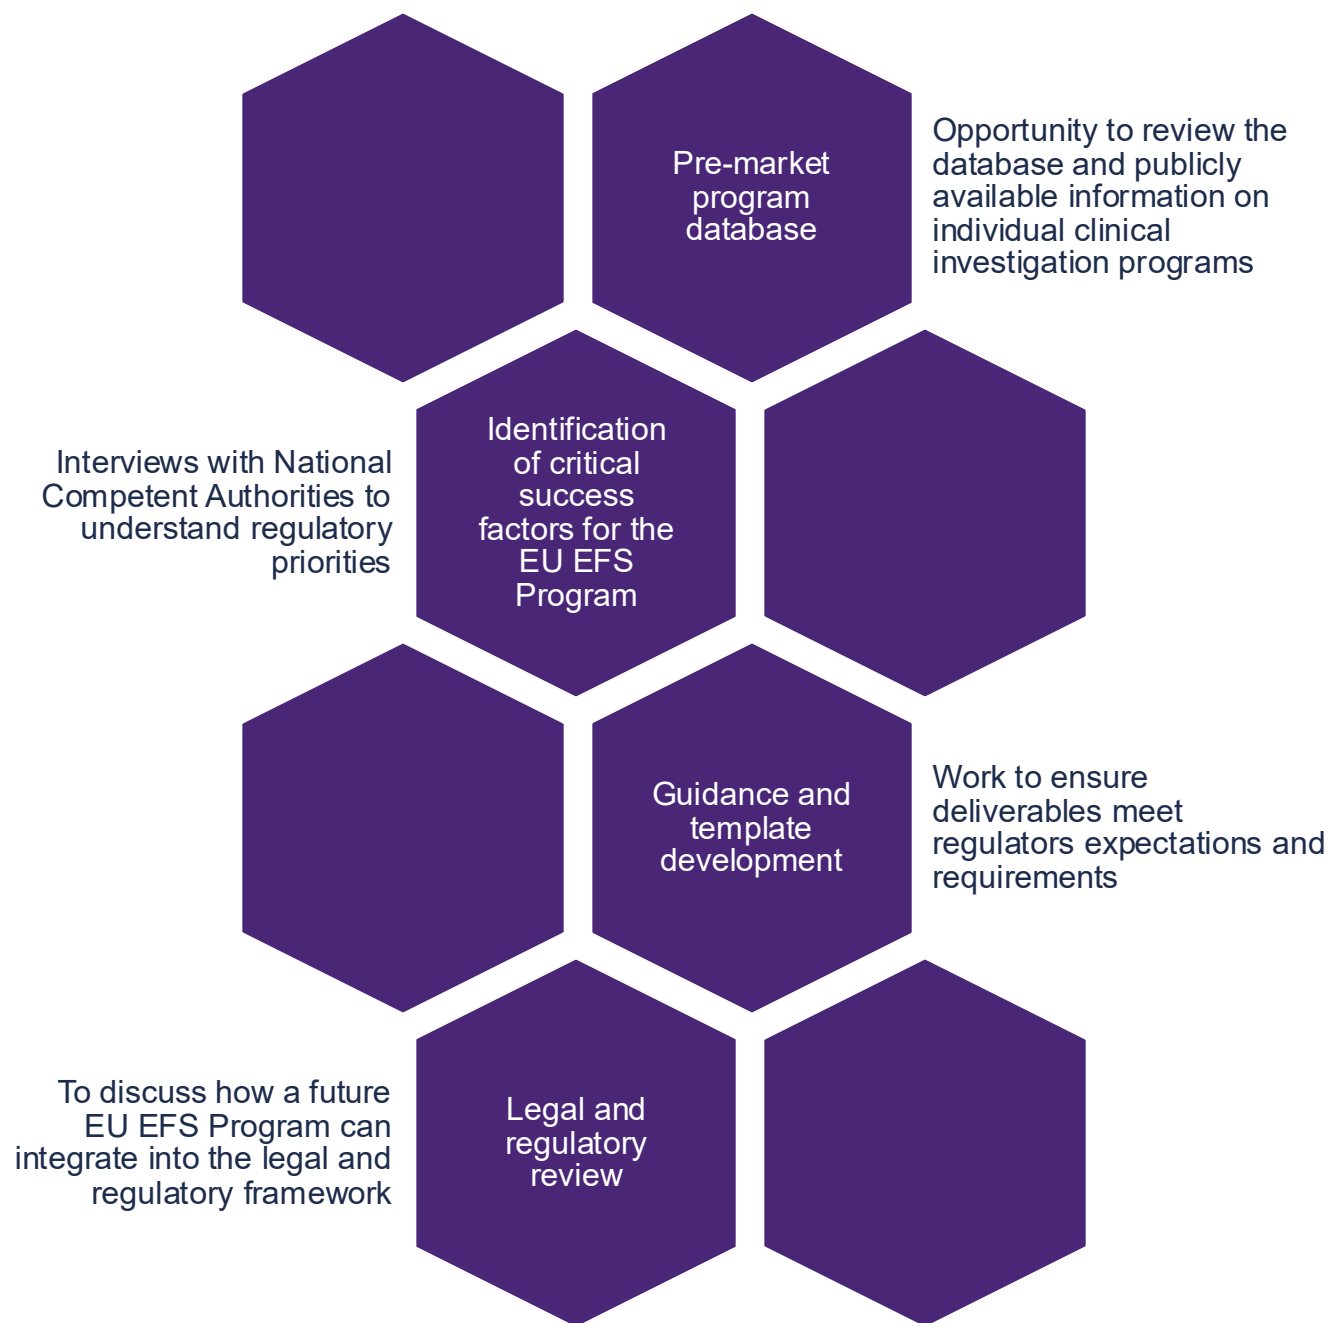 Pre-market
program
database
Opportunity to review the
database and publicly
available information on
individual clinical
investigation programs
Interviews with National
Competent Authorities to
understand regulatory
priorities
Identification
of critical
success
factors for the
EU EFS
Program
Guidance and
template
development
Work to ensure
deliverables meet
regulators expectations and
requirements
To discuss how a future
EU EFS Program can
integrate into the legal and
regulatory framework
Legal and
regulatory
review